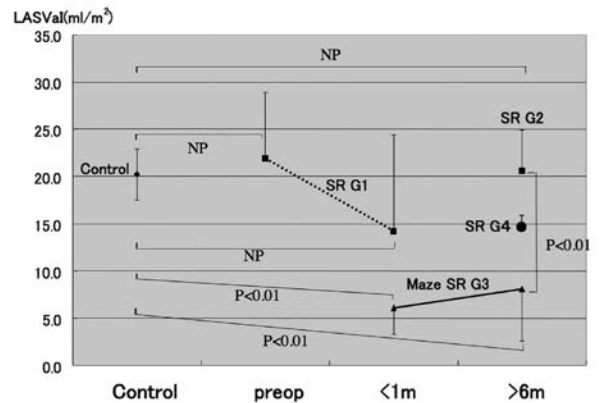 LASVaI(ml/m²)
35.0
30.0
25.0
20.0
15.0
10.0
5.0
0.0
NP
SR G2
NP
Control
SR G1
SR G4
P<0.01
NP
Maze SR G3
P<0.01
P<0.01
Control preop <1m >6m